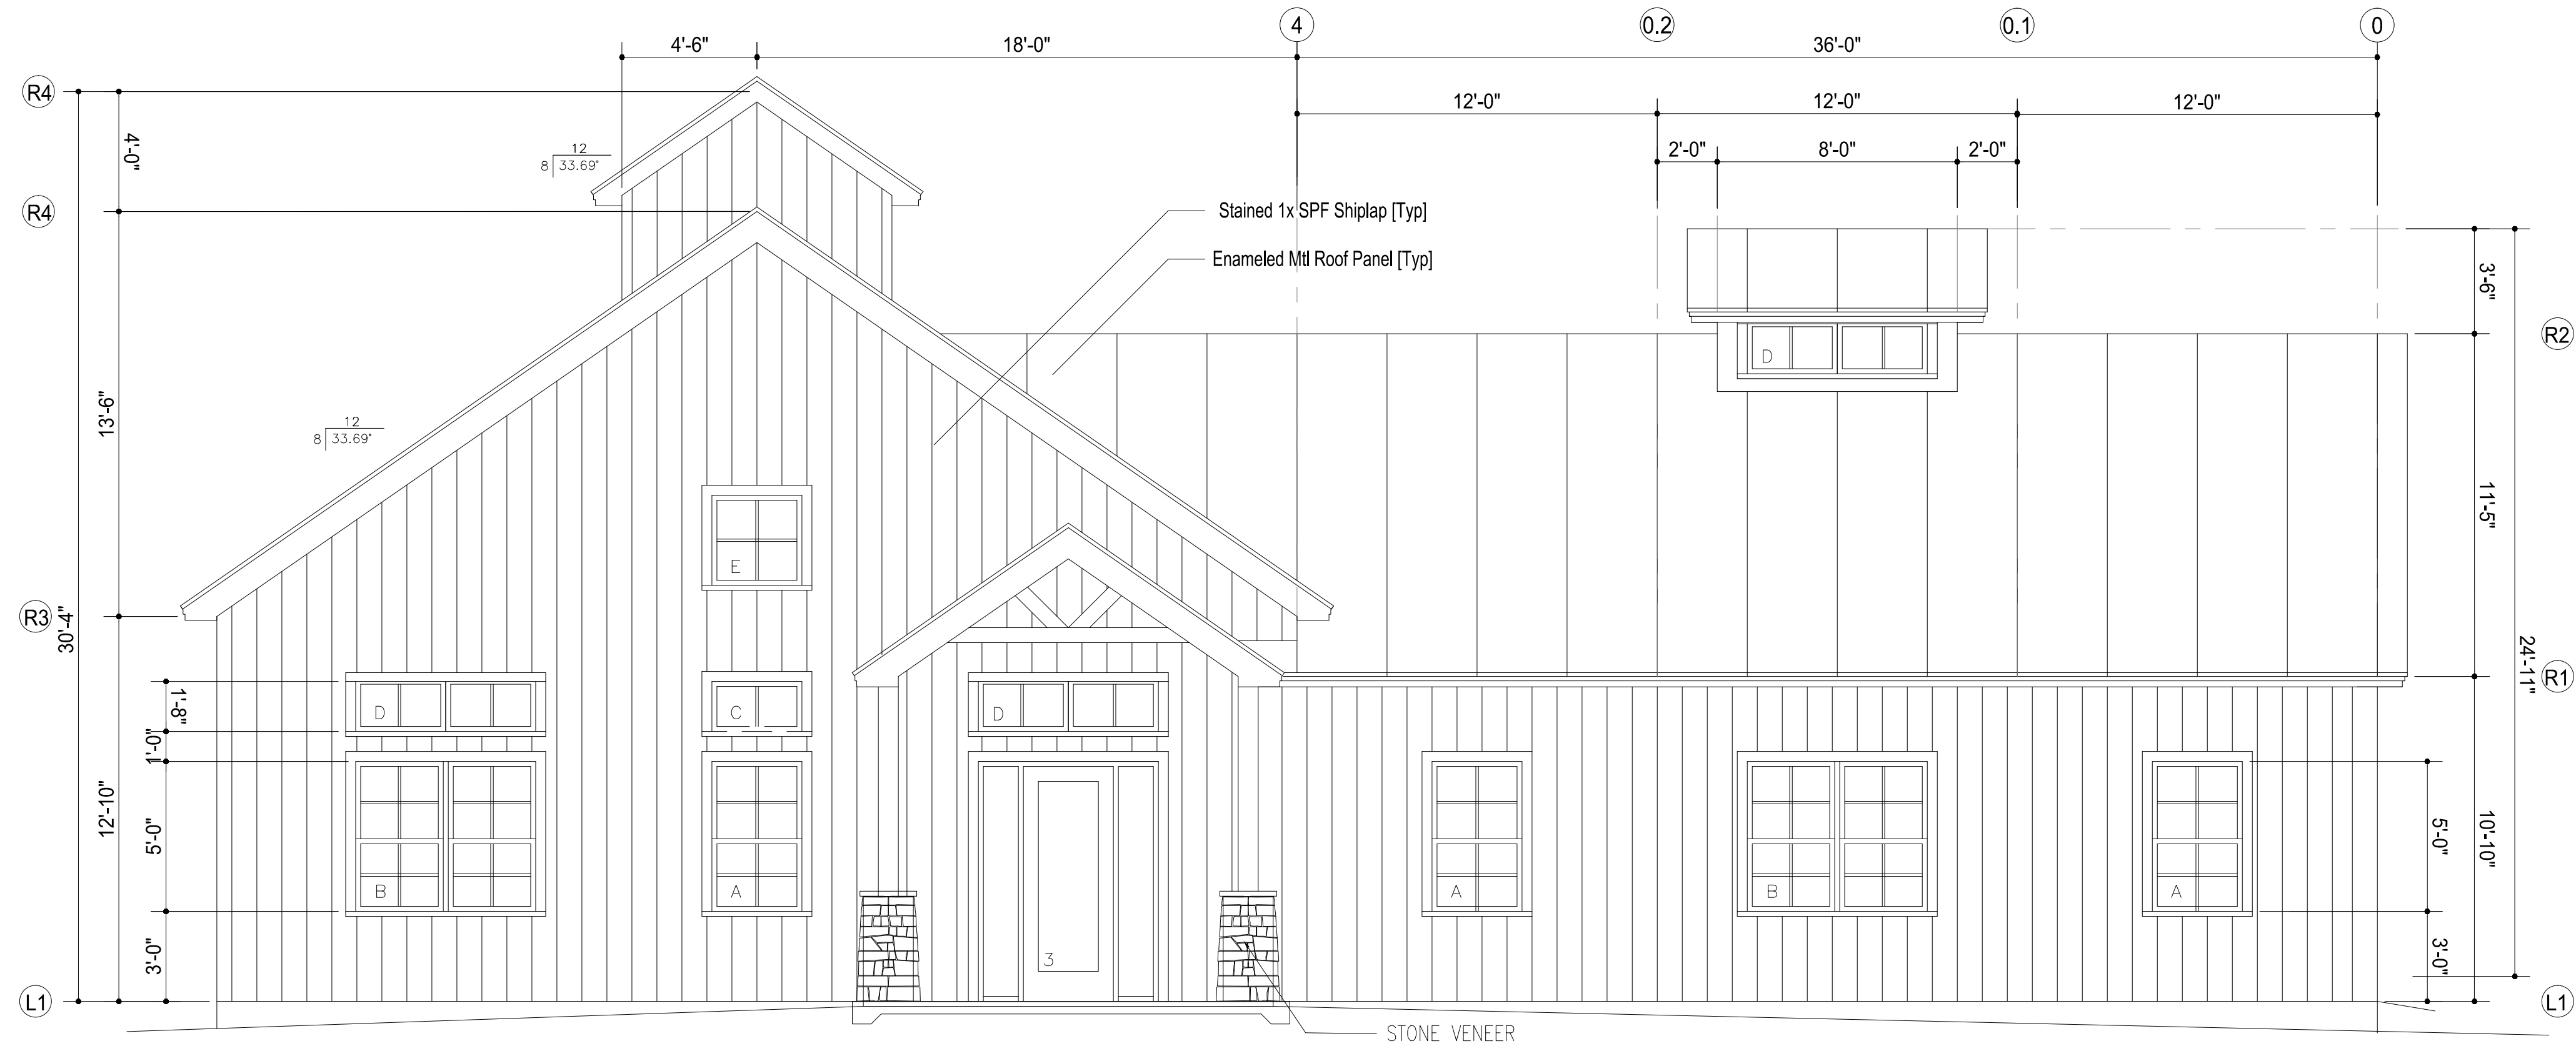 4
0.2
0.1
0
4'-6"
18'-0"
36'-0"
R4
12'-0"
12'-0"
12'-0"
4'-0"
12
8 33.69°
2'-0"
8'-0"
2'-0"
R4
Stained 1x SPF Shiplap [Typ]
Enameled Mtl Roof Panel [Typ]
3'-6"
R2
D
13'-6"
12
8 33.69°
11'-5"
E
R3
30'-4"
24'-11"
R1
1'-8"
D
C
D
1'-0"
12'-10"
5'-0"
5'-0"
10'-10"
B
A
A
B
A
3'-0"
3
3'-0"
L1
L1
STONE VENEER